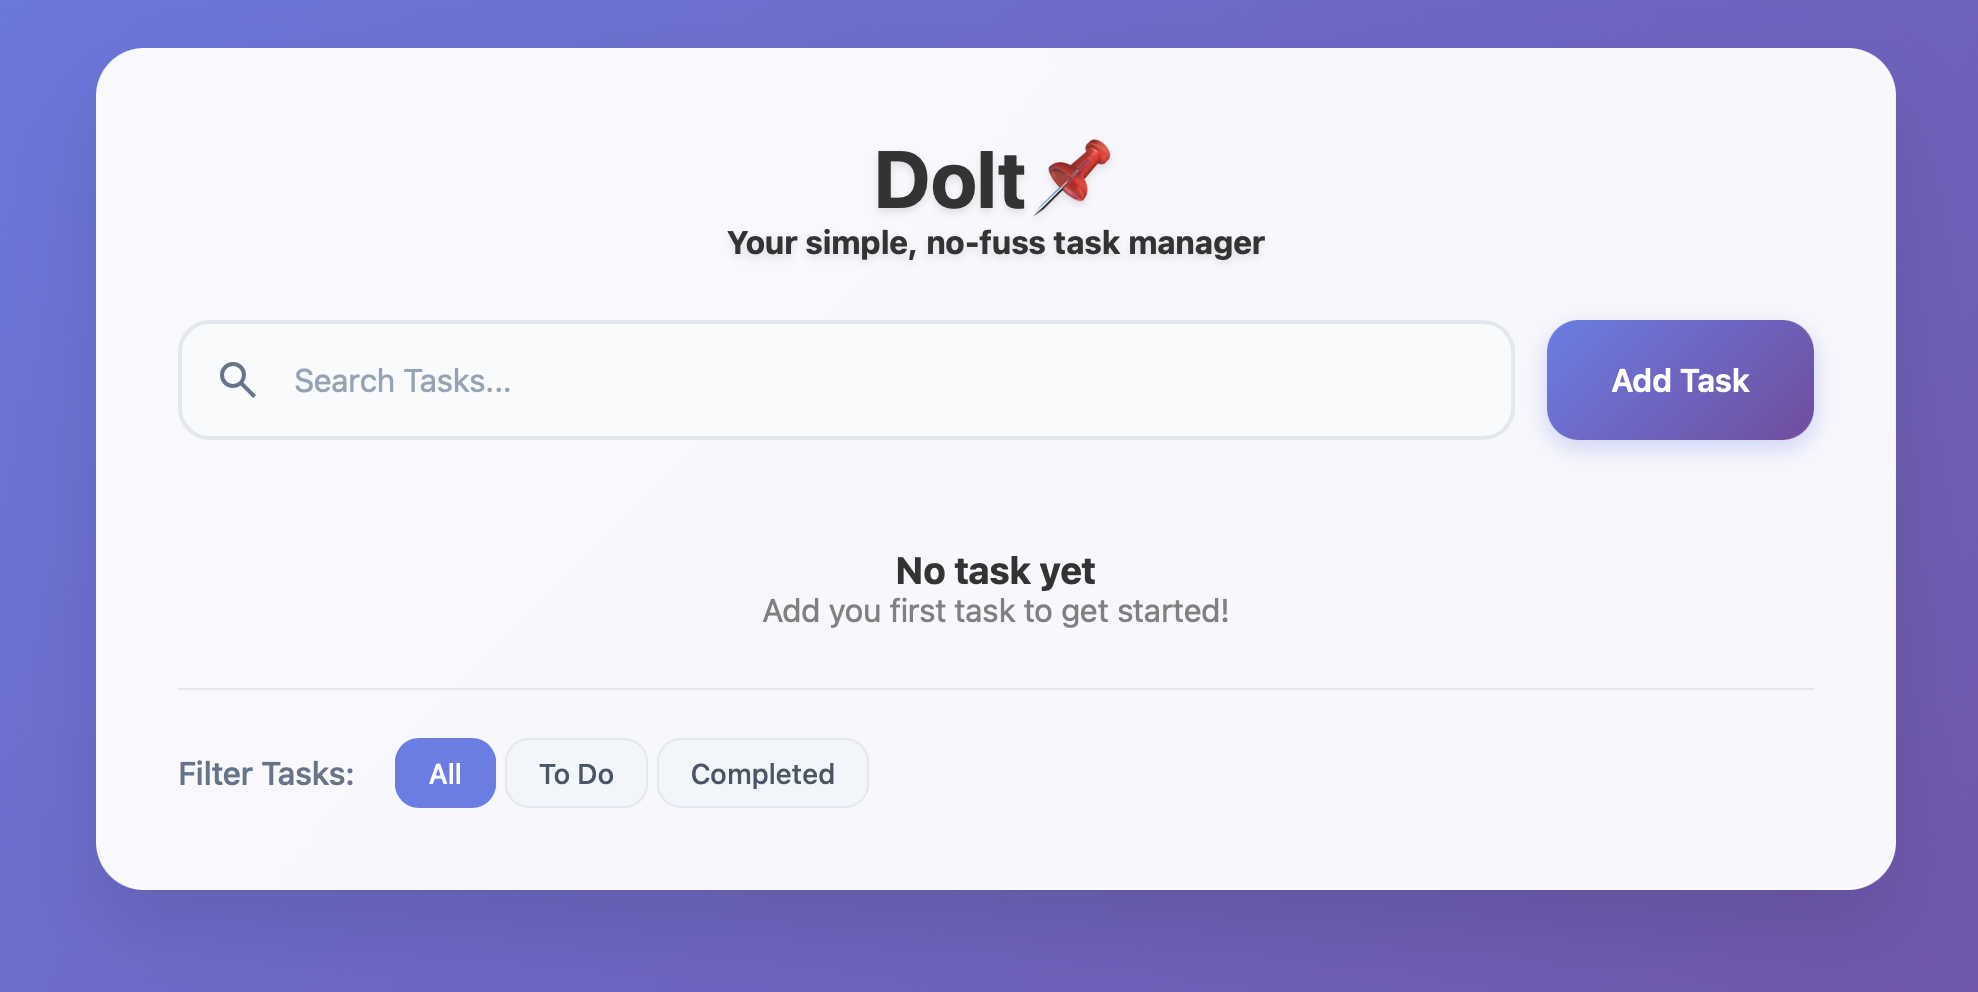 DoIt
Your simple, no-fuss task manager
Search Tasks...
Add Task
No task yet
Add you first task to get started!
Filter Tasks:
All
To Do
Completed